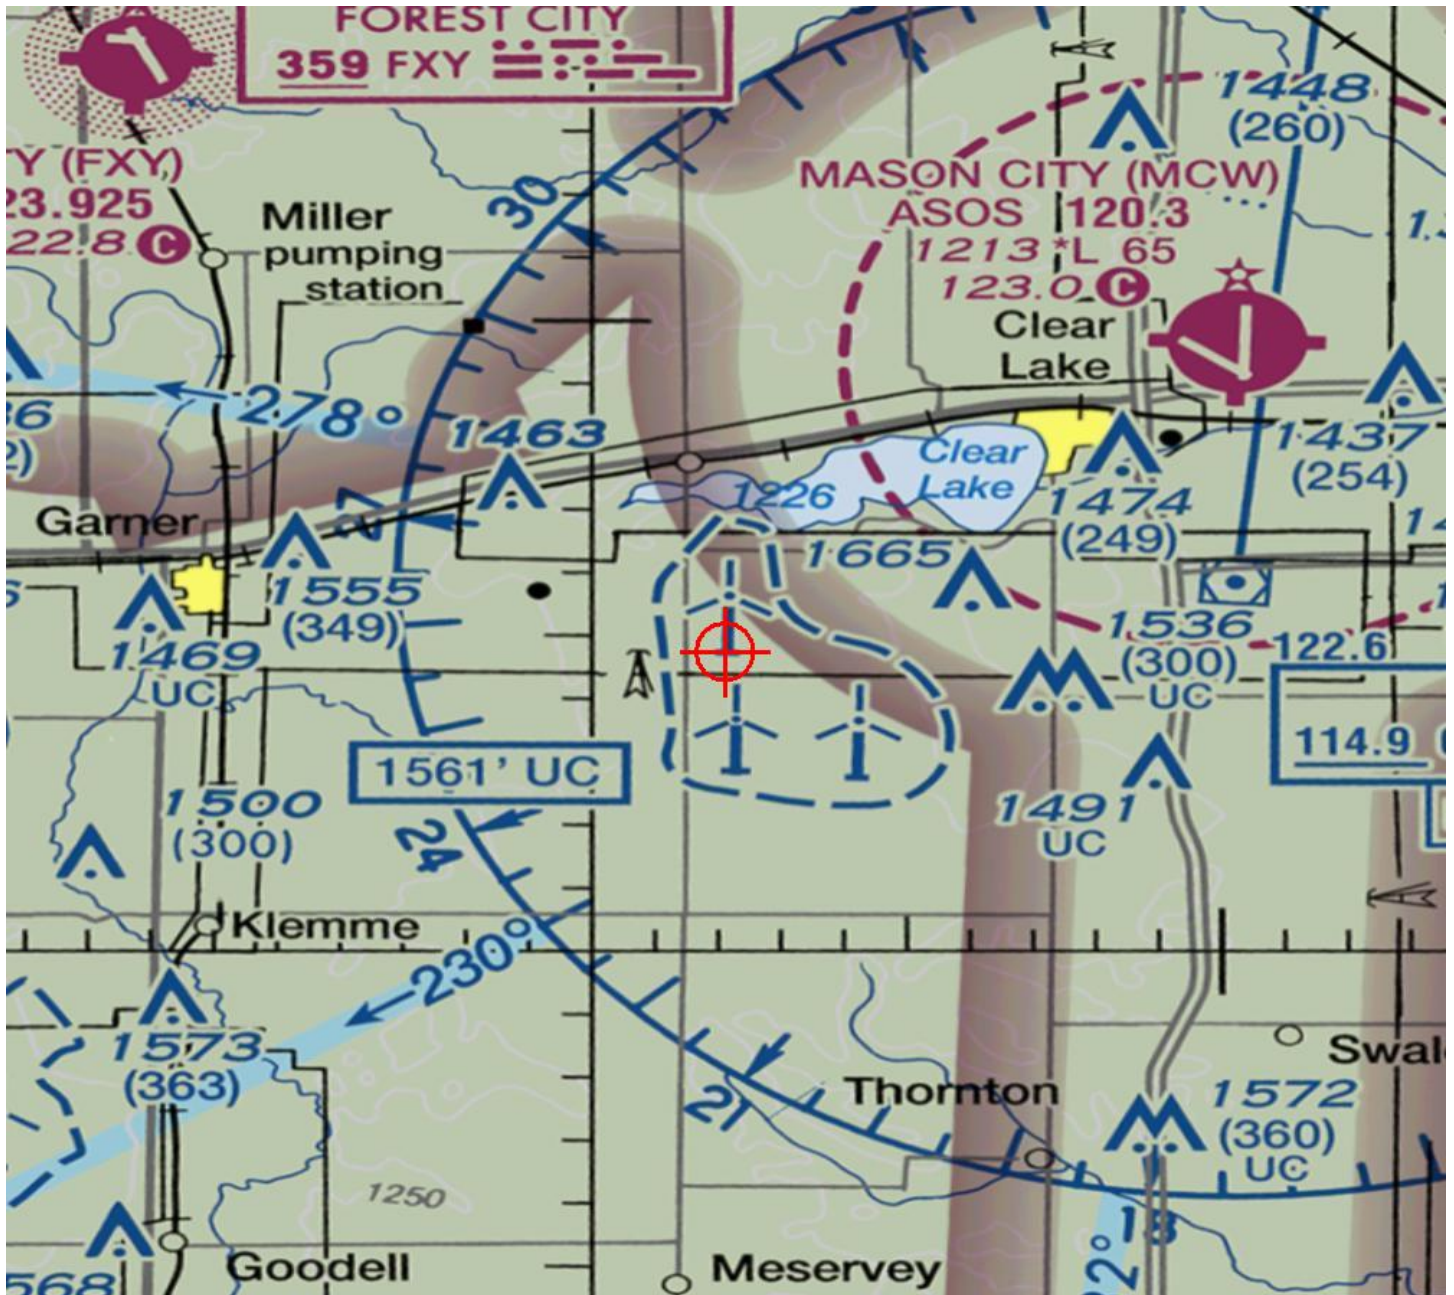 FOREST CITY
359 FXY
1448
(260)
Y (FXY)
23.925
22.8 C
MASON CITY (MCW)
ASOS 120.3
1213 *L 65
123.0 C
30
Miller
pumping
station
Clear
Lake
278°
1463
Clear
Lake
1226
1437
(254)
27
Garner
1474
(249)
1665
1555
(349)
1469
UC
1536
(300)
UC
122.6
114.9
1561' UC
1500
(300)
24
1491
UC
Klemme
230°
1573
(363)
21
Thornton
1572
(360)
UC
1250
18
Goodell
Meservey
568